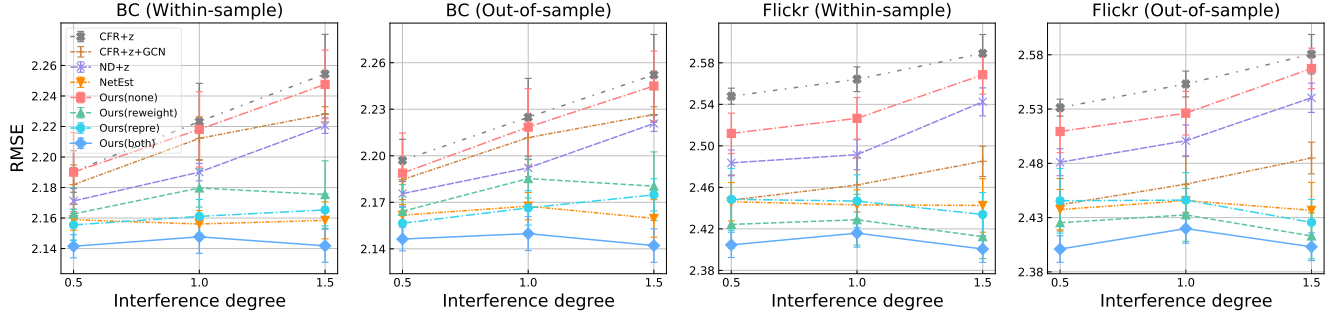 BC (Within-sample)
RMSE
2.26
2.24
2.22
2.20
2.18
2.16
2.14
CFR+z
CFR+z+GCN
ND+z
NetEst
Ours(none)
Ours(reweight)
Ours(repre)
Ours(both)
0.5 1.0 1.5
Interference degree
BC (Out-of-sample)
2.26
2.23
2.20
2.17
2.14
0.5 1.0 1.5
Interference degree
Flickr (Within-sample)
2.58
2.54
2.50
2.46
2.42
2.38
0.5 1.0 1.5
Interference degree
Flickr (Out-of-sample)
2.58
2.53
2.48
2.43
2.38
0.5 1.0 1.5
Interference degree